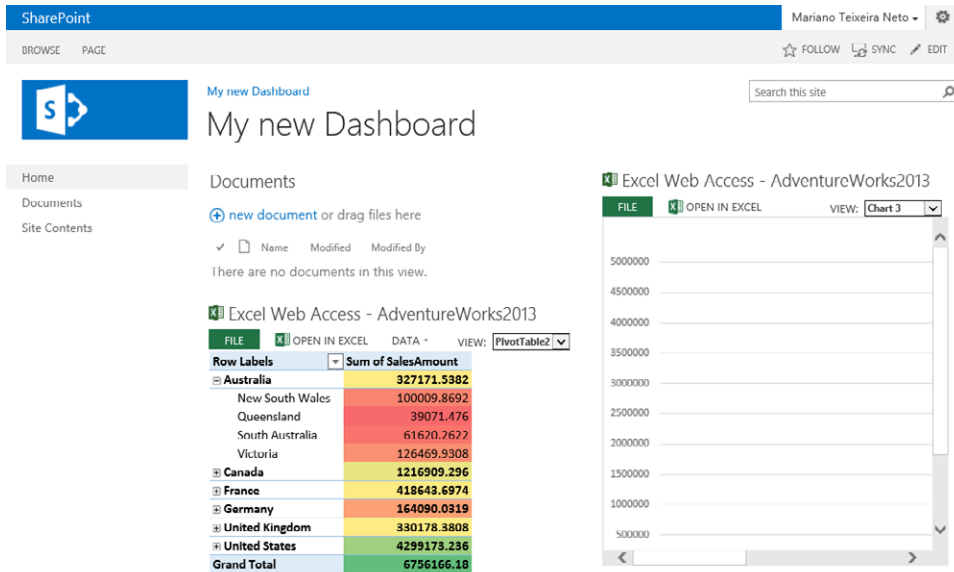 SharePoint
Mariano Teixeira Neto
BROWSE PAGE
FOLLOW SYNC EDIT
S
My new Dashboard
Search this site
My new Dashboard
Home
Documents
Site Contents
Documents
new document or drag files here
Name Modified Modified By
There are no documents in this view.
Excel Web Access - AdventureWorks2013
FILE OPEN IN EXCEL DATA VIEW: PivotTable2
Row Labels Sum of SalesAmount
Australia 327171.5382
New South Wales 100009.8692
Queensland 39071.476
South Australia 61620.2622
Victoria 126469.9308
Canada 1216909.296
France 418643.6974
Germany 164090.0319
United Kingdom 330178.3808
United States 4299173.236
Grand Total 6756166.18
Excel Web Access - AdventureWorks2013
FILE OPEN IN EXCEL VIEW: Chart 3
5000000
4500000
4000000
3500000
3000000
2500000
2000000
1500000
1000000
500000